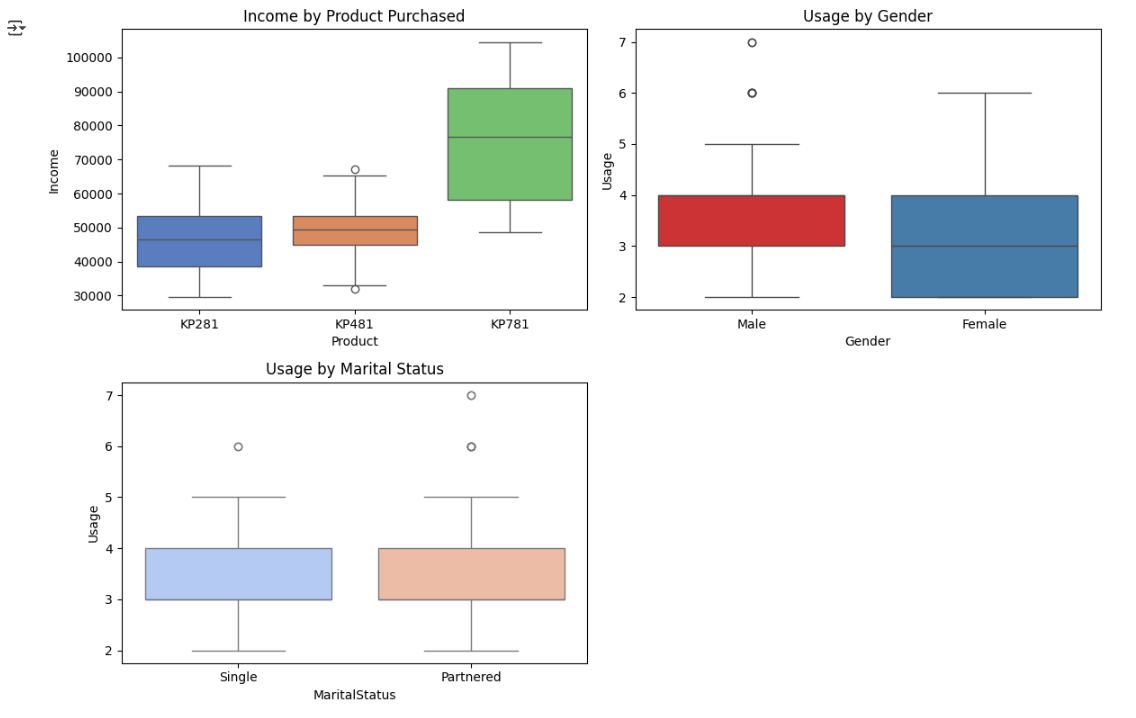 Income by Product Purchased
100000
90000
80000
70000
60000
50000
40000
30000
Income
KP281 KP481 KP781
Product
Usage by Gender
7
6
5
4
3
2
Usage
Male Female
Gender
Usage by Marital Status
7
6
5
4
3
2
Usage
Single Partnered
MaritalStatus